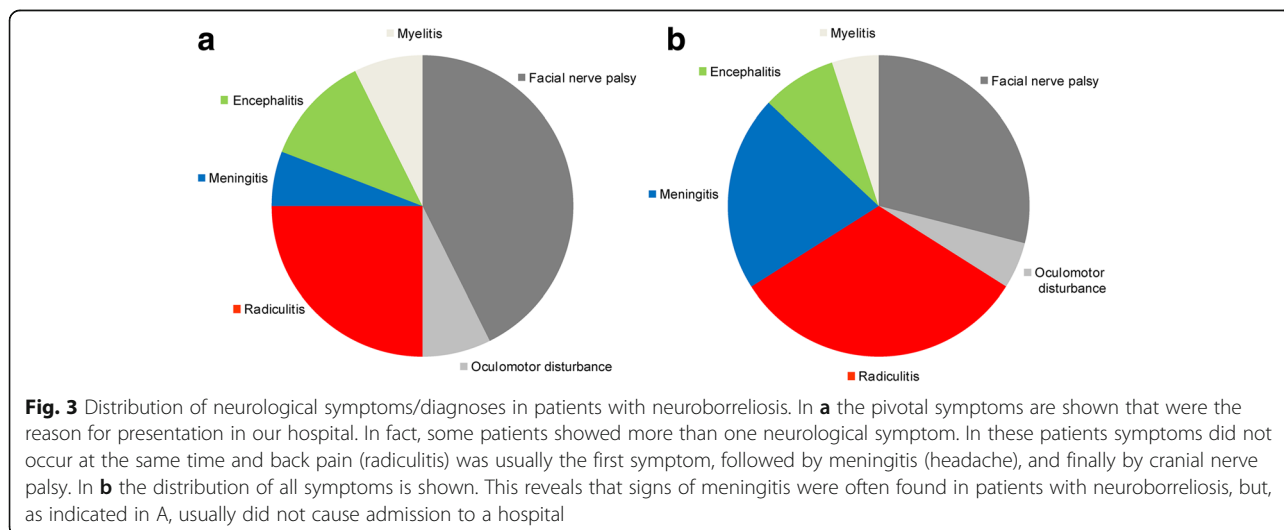 a
Myelitis
Facial nerve palsy
Encephalitis
Meningitis
Radiculitis
Oculomotor disturbance
b
Myelitis
Facial nerve palsy
Encephalitis
Meningitis
Oculomotor
disturbance
Radiculitis
Fig. 3 Distribution of neurological symptoms/diagnoses in patients with neuroborreliosis. In a the pivotal symptoms are shown that were the
reason for presentation in our hospital. In fact, some patients showed more than one neurological symptom. In these patients symptoms did not
occur at the same time and back pain (radiculitis) was usually the first symptom, followed by meningitis (headache), and finally by cranial nerve
palsy. In b the distribution of all symptoms is shown. This reveals that signs of meningitis were often found in patients with neuroborreliosis, but,
as indicated in A, usually did not cause admission to a hospital